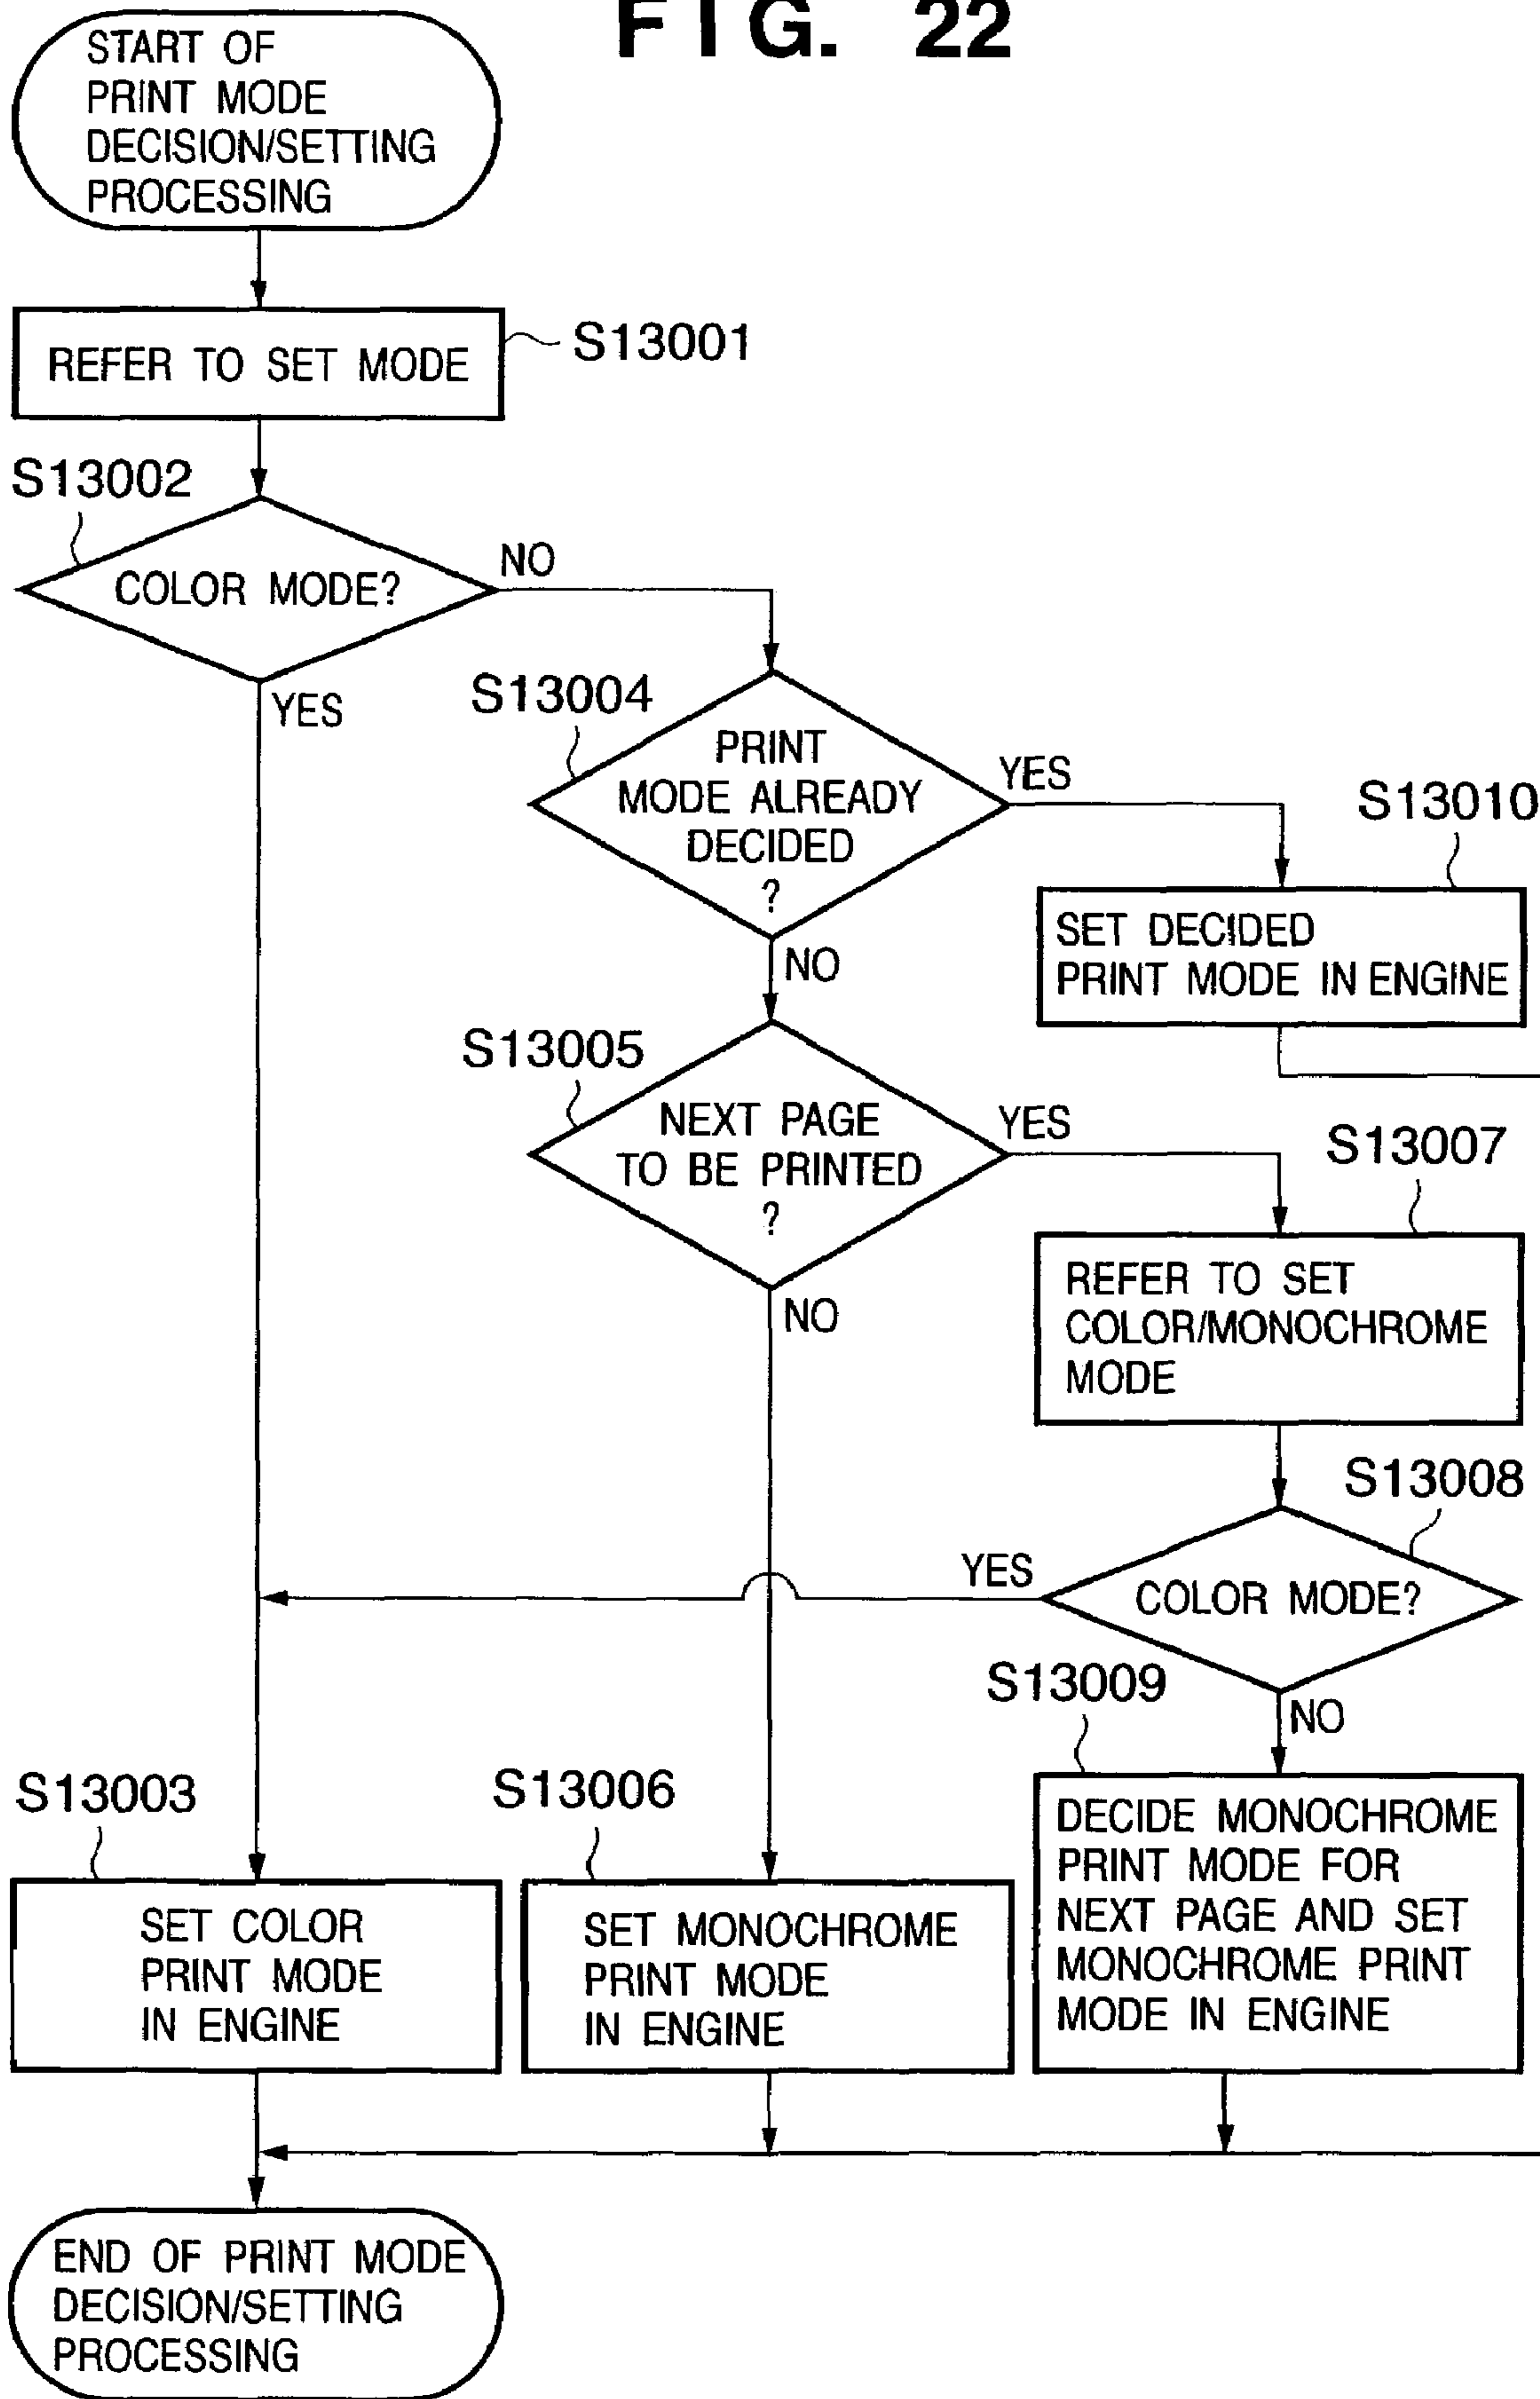 FIG. 22
START OF
PRINT MODE
DECISION/SETTING
PROCESSING
REFER TO SET MODE
S13001
S13002
COLOR MODE?
NO
YES
S13004
PRINT
MODE ALREADY
DECIDED
?
YES
NO
S13010
SET DECIDED
PRINT MODE IN ENGINE
S13005
NEXT PAGE
TO BE PRINTED
?
YES
NO
S13007
REFER TO SET
COLOR/MONOCHROME
MODE
S13008
COLOR MODE?
YES
NO
S13009
DECIDE MONOCHROME
PRINT MODE FOR
NEXT PAGE AND SET
MONOCHROME PRINT
MODE IN ENGINE
S13003
SET COLOR
PRINT MODE
IN ENGINE
S13006
SET MONOCHROME
PRINT MODE
IN ENGINE
END OF PRINT MODE
DECISION/SETTING
PROCESSING